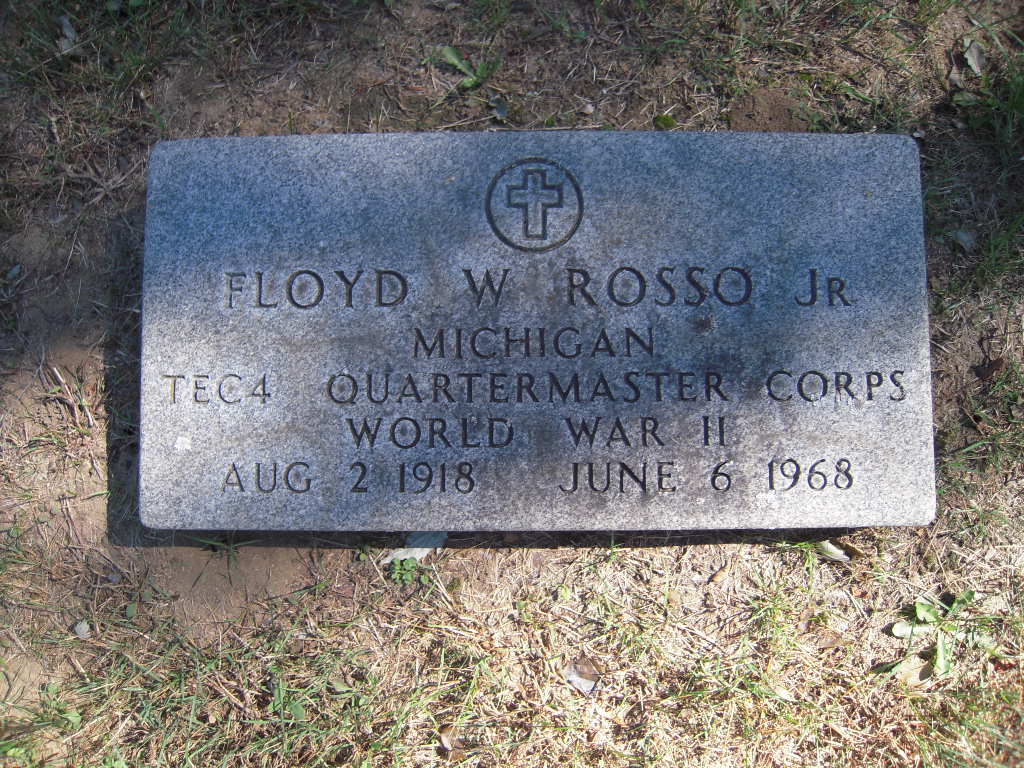 FLOYD W ROSSO JR
MICHIGAN
TEC4 QUARTERMASTER CORPS
WORLD WAR II
AUG 2 1918 JUNE 6 1968